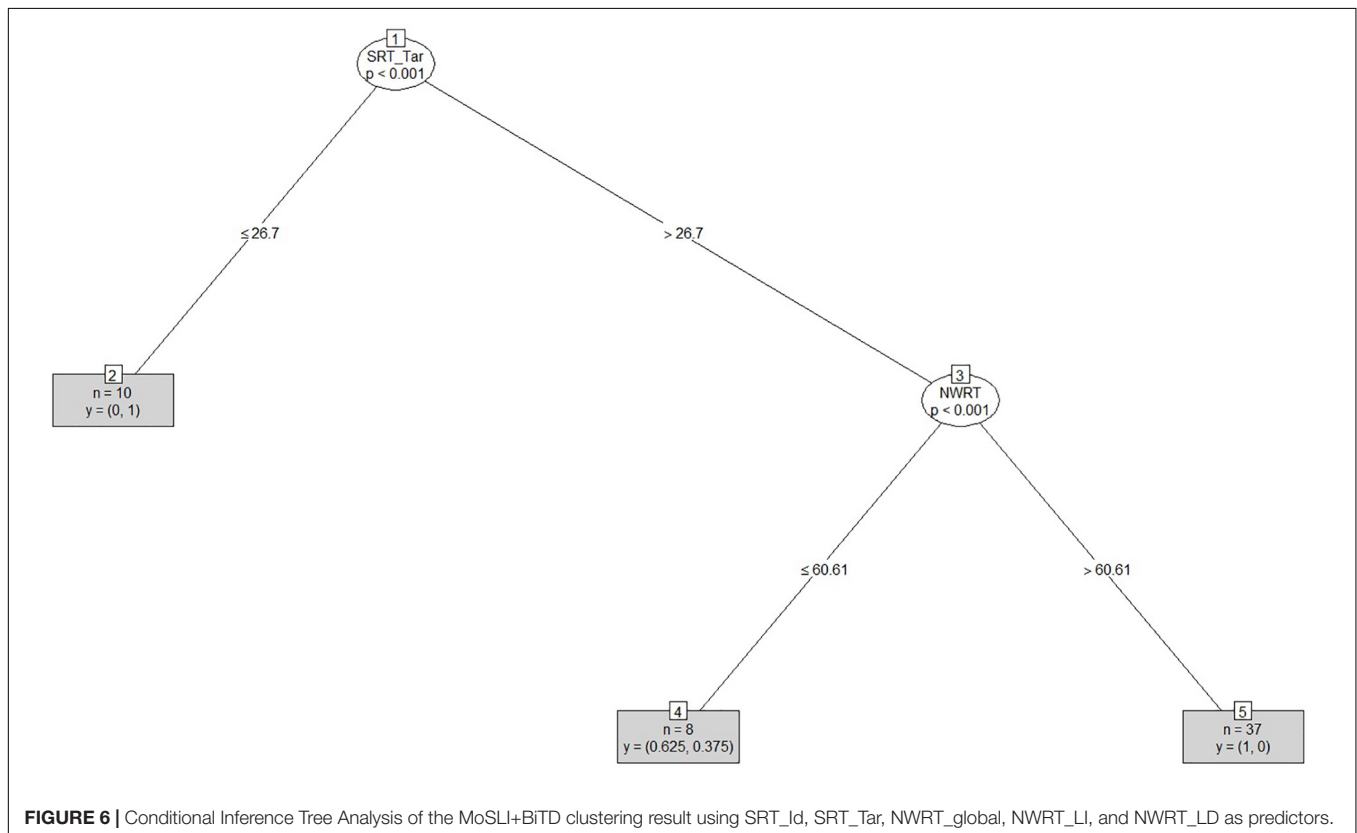 1
SRT_Tar
p < 0.001
≤ 26.7
> 26.7
2
n = 10
y = (0, 1)
3
NWRT
p < 0.001
≤ 60.61
> 60.61
4
n = 8
y = (0.625, 0.375)
5
n = 37
y = (1, 0)
FIGURE 6 | Conditional Inference Tree Analysis of the MoSLI+BiTD clustering result using SRT_Id, SRT_Tar, NWRT_global, NWRT_LI, and NWRT_LD as predictors.